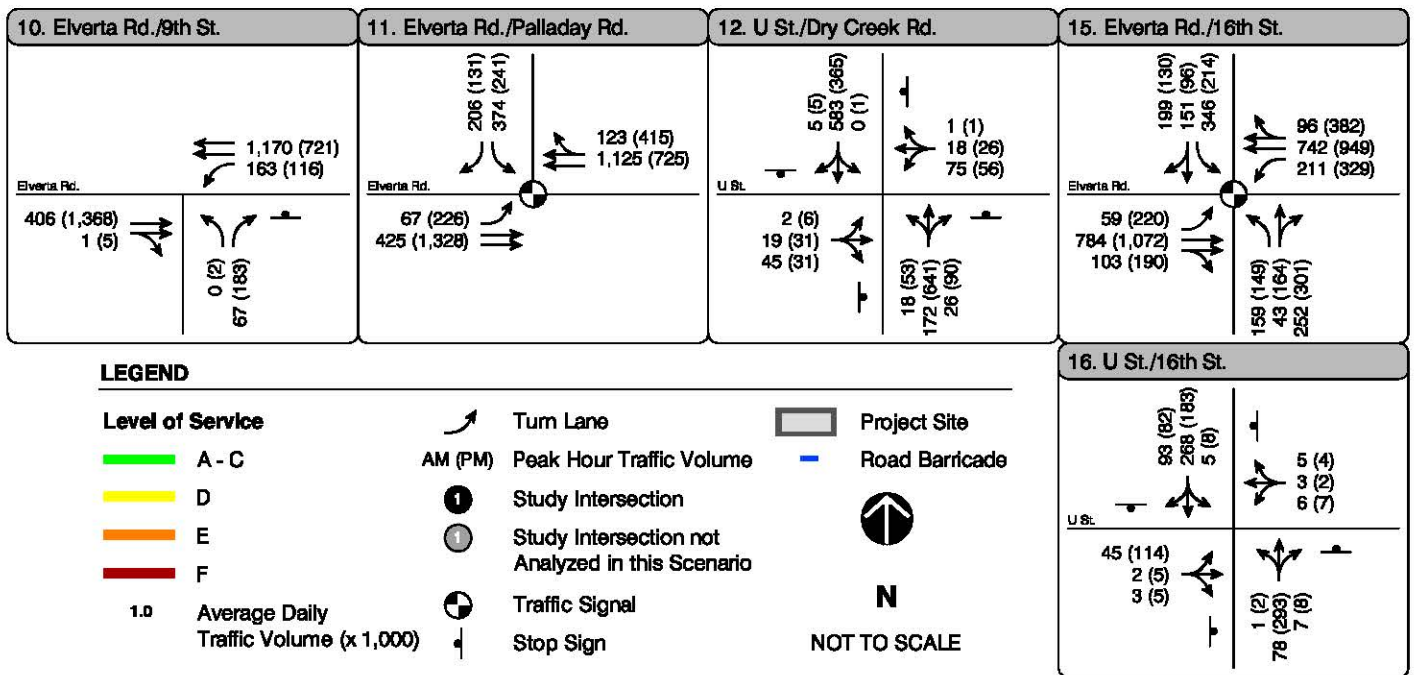 10. Elverta Rd./9th St.
1,170 (721)
163 (116)
Elverta Rd.
406 (1,368)
1 (5)
0 (2)
67 (183)
11. Elverta Rd./Palladay Rd.
206 (131)
374 (241)
123 (415)
1,125 (725)
Elverta Rd.
67 (226)
425 (1,328)
12. U St./Dry Creek Rd.
5 (5)
583 (365)
0 (1)
1 (1)
18 (26)
75 (56)
U St.
2 (6)
19 (31)
45 (31)
18 (53)
172 (641)
26 (90)
15. Elverta Rd./16th St.
199 (130)
151 (96)
346 (214)
96 (382)
742 (949)
211 (329)
Elverta Rd.
59 (220)
784 (1,072)
103 (190)
159 (149)
43 (164)
252 (301)
16. U St./16th St.
93 (82)
268 (183)
5 (8)
5 (4)
3 (2)
6 (7)
U St.
45 (114)
2 (5)
3 (5)
1 (2)
78 (293)
7 (8)
LEGEND
Level of Service
A - C
D
E
F
1.0 Average Daily
Traffic Volume (x 1,000)
Turn Lane
AM (PM) Peak Hour Traffic Volume
1 Study Intersection
1 Study Intersection not
Analyzed in this Scenario
Traffic Signal
Stop Sign
Project Site
Road Barricade
N
NOT TO SCALE